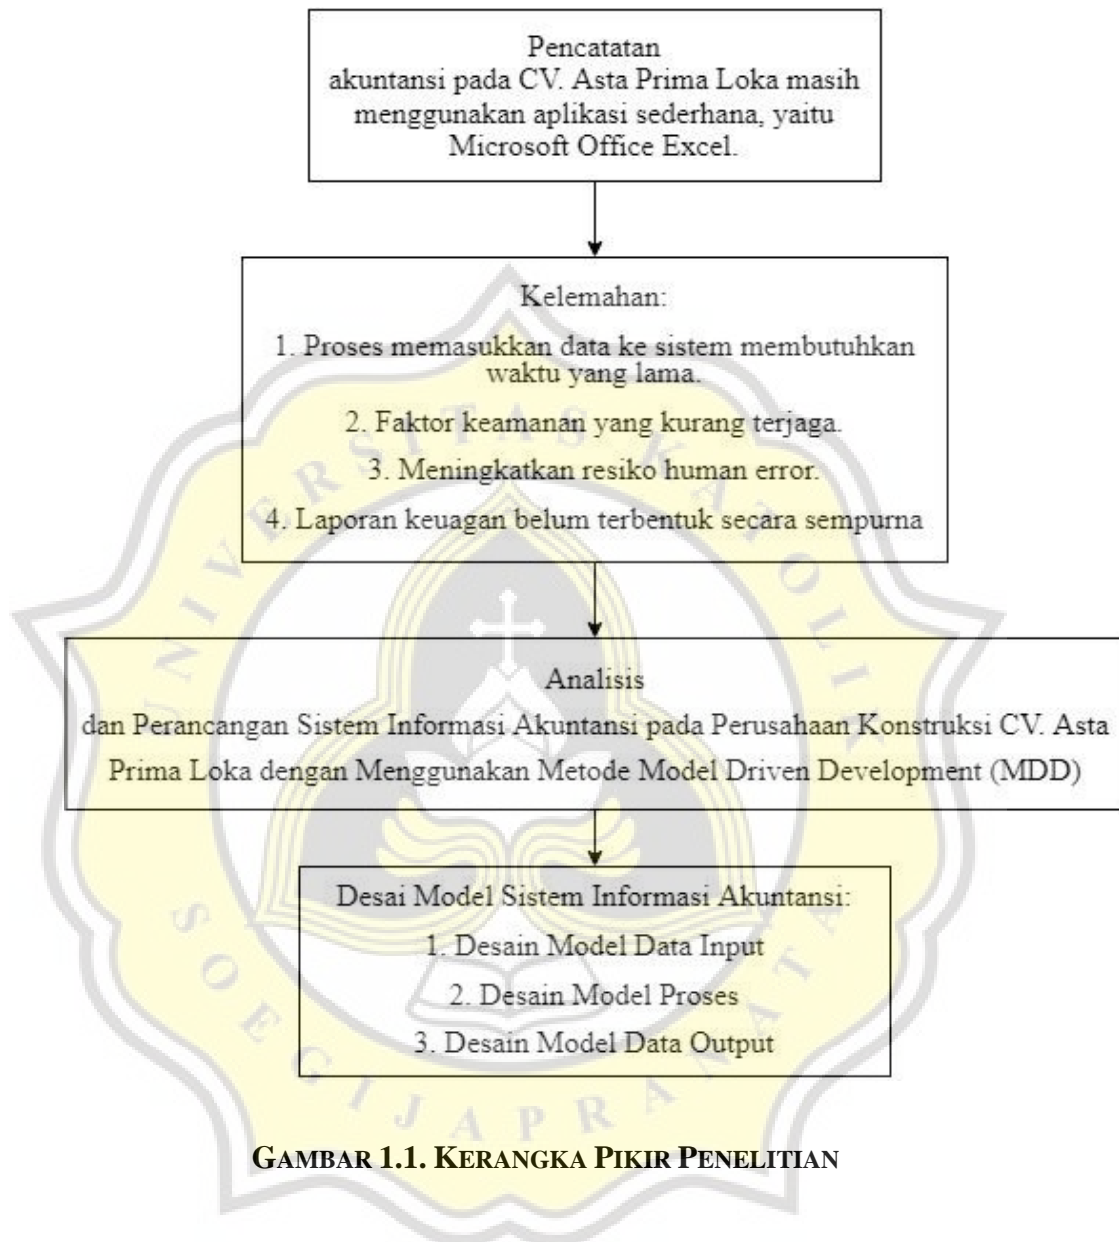 Pencatatan
akuntansi pada CV. Asta Prima Loka masih
menggunakan aplikasi sederhana, yaitu
Microsoft Office Excel.
Kelemahan:
1. Proses memasukkan data ke sistem membutuhkan
waktu yang lama.
2. Faktor keamanan yang kurang terjaga.
3. Meningkatkan resiko human error.
4. Laporan keuagan belum terbentuk secara sempurna
Analisis
dan Perancangan Sistem Informasi Akuntansi pada Perusahaan Konstruksi CV. Asta
Prima Loka dengan Menggunakan Metode Model Driven Development (MDD)
Desai Model Sistem Informasi Akuntansi:
1. Desain Model Data Input
2. Desain Model Proses
3. Desain Model Data Output
GAMBAR 1.1. KERANGKA PIKIR PENELITIAN
UNIVERSITAS KATOLIK
SOEGIJAPRANATA